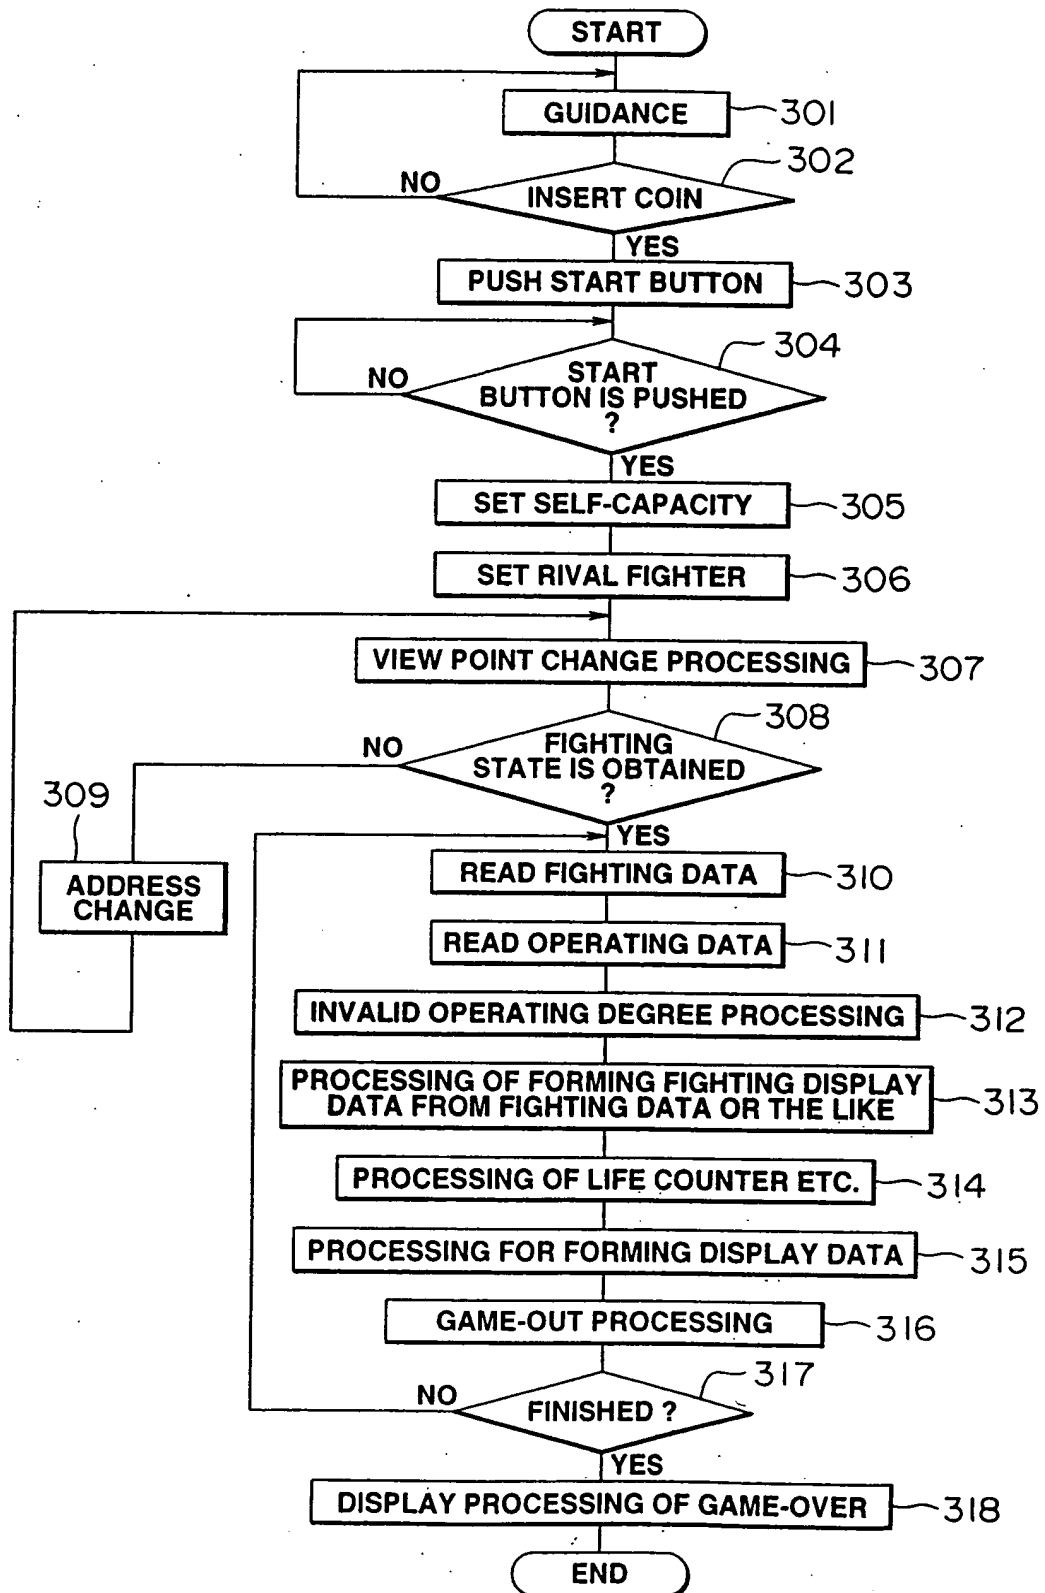 START
GUIDANCE
301
302
NO
INSERT COIN
YES
PUSH START BUTTON
303
304
NO
START
BUTTON IS PUSHED
?
YES
SET SELF-CAPACITY
305
SET RIVAL FIGHTER
306
VIEW POINT CHANGE PROCESSING
307
308
NO
FIGHTING
STATE IS OBTAINED
?
309
YES
ADDRESS
CHANGE
READ FIGHTING DATA
310
READ OPERATING DATA
311
INVALID OPERATING DEGREE PROCESSING
312
PROCESSING OF FORMING FIGHTING DISPLAY
DATA FROM FIGHTING DATA OR THE LIKE
313
PROCESSING OF LIFE COUNTER ETC.
314
PROCESSING FOR FORMING DISPLAY DATA
315
GAME-OUT PROCESSING
316
317
NO
FINISHED ?
YES
DISPLAY PROCESSING OF GAME-OVER
318
END